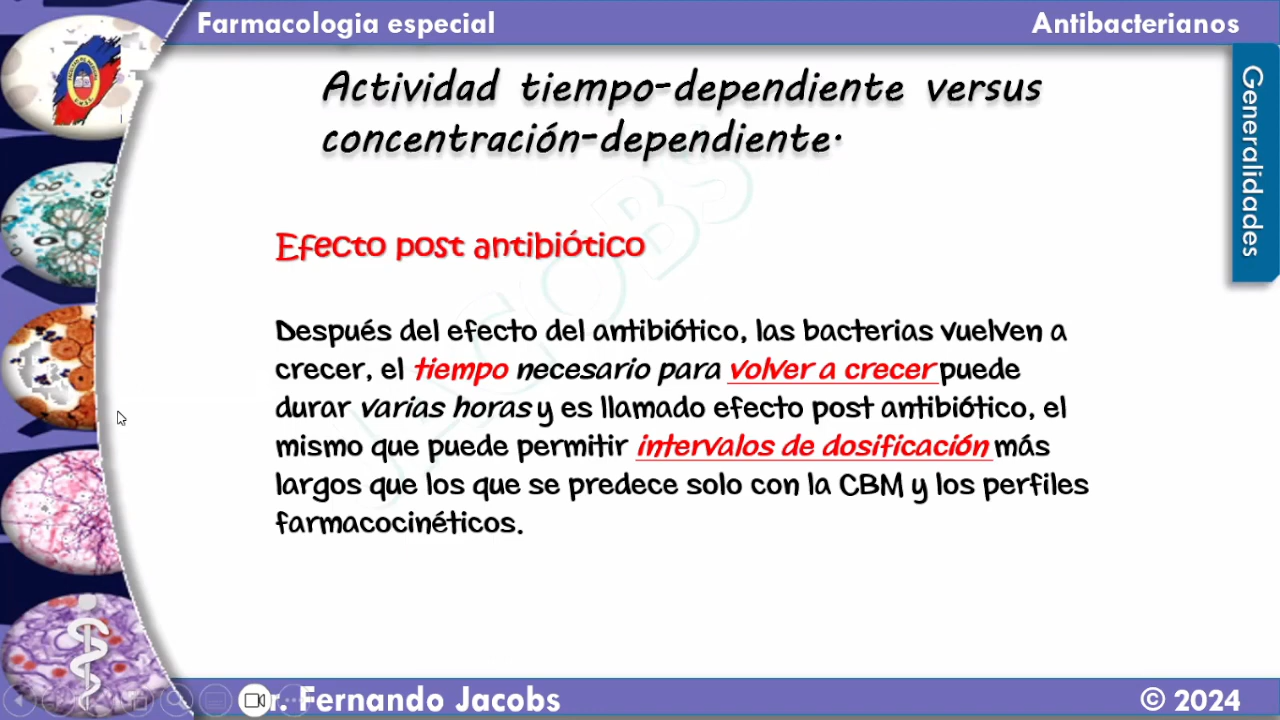 Farmacologia especial
Antibacterianos
Generalidades
Actividad tiempo-dependiente versus
concentración-dependiente.
Efecto post antibiótico
Después del efecto del antibiótico, las bacterias vuelven a
crecer, el tiempo necesario para volver a crecer puede
durar varias horas y es llamado efecto post antibiótico, el
mismo que puede permitir intervalos de dosificación más
largos que los que se predece solo con la CBM y los perfiles
farmacocinéticos.
JACOBS
r. Fernando Jacobs
© 2024